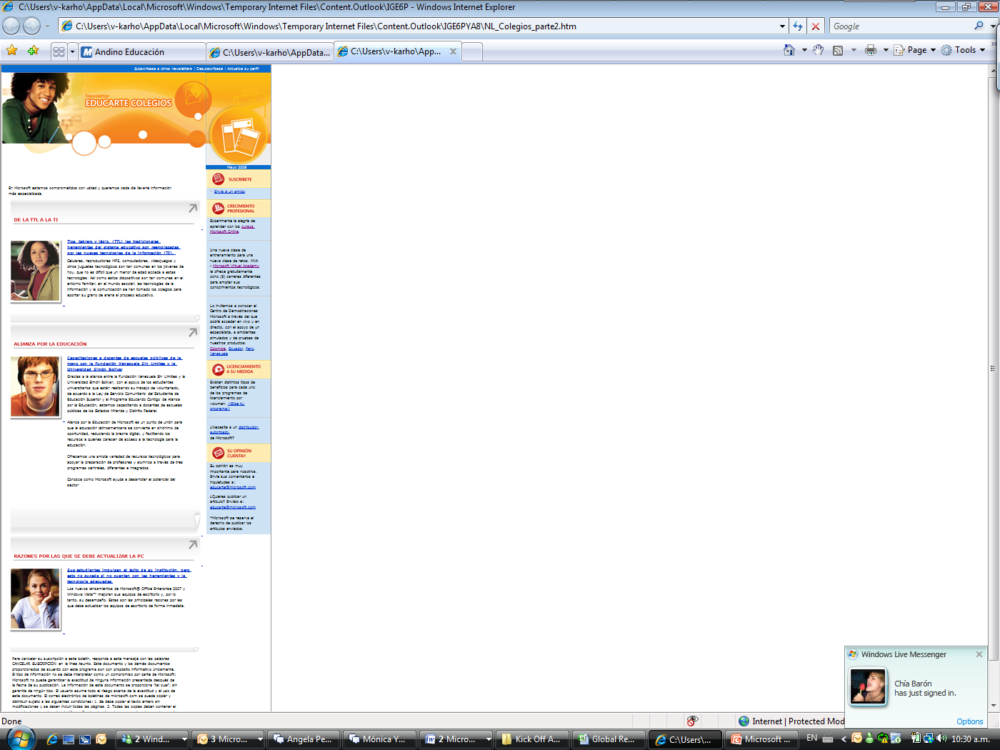 C:\Users\v-karho\AppData\Local\Microsoft\Windows\Temporary Internet Files\Content.Outlook\IGE6P - Windows Internet Explorer
C:\Users\v-karho\AppData\Local\Microsoft\Windows\Temporary Internet Files\Content.Outlook\IGE6PYA8\NL_Colegios_parte2.htm
Google
Andino Educación
C:\Users\v-karho\AppData...
C:\Users\v-karho\App...
Page
Tools
Subscríbase a otros newsletters | Desubscríbase | Actualice su perfil
Newsletter
EDUCARTE COLEGIOS
Mayo 2008
En Microsoft estamos comprometidos con usted y queremos cada día llevarle información
más especializada.
DE LA TTL A LA TI
Tiza, tablero y lápiz, (TTL) las tradicionales
herramientas del sistema educativo son reemplazadas
por las nuevas tecnologías de la información (TI).
Celulares, reproductores MP3, computadores, videojuegos y
otros juguetes tecnológicos son tan comunes en los jóvenes de
hoy, que no es difícil que un menor de edad acceda a estas
tecnologías. Así como estos dispositivos son tan comunes en el
entorno familiar, en el mundo escolar, las tecnologías de la
información y la comunicación se han tomado los colegios para
aportar su grano de arena al proceso educativo.
ALIANZA POR LA EDUCACIÓN
Capacitaciones a docentes de escuelas públicas de la
mano con la Fundación Venezuela Sin Límites y la
Universidad Simón Bolívar
Gracias a la alianza entre la Fundación Venezuela Sin Límites y la
Universidad Simón Bolívar, con el apoyo de los estudiantes
universitarios que están realizando su trabajo de voluntariado,
de acuerdo a la Ley de Servicio Comunitario del Estudiante de
Educación Superior y al Programa Educando Contigo de Alianza
por la Educación, estamos capacitando a docentes de escuelas
públicas de los Estados Miranda y Distrito Federal.
Alianza por la Educación de Microsoft es un punto de unión para
que la educación latinoamericana se convierta en sinónimo de
oportunidad, reduciendo la brecha digital, y facilitando los
recursos a quienes carecen de acceso a la tecnología para la
educación.
Ofrecemos una amplia variedad de recursos tecnológicos para
apoyar la preparación de profesores y alumnos a través de tres
programas centrales, diferentes e integrados.
Conozca como Microsoft ayuda a desarrollar el potencial del
sector
RAZONES POR LAS QUE SE DEBE ACTUALIZAR LA PC
Sus estudiantes impulsan el éxito de su institución, pero
esto no sucede si no cuentan con las herramientas y la
tecnología adecuadas.
Los nuevos lanzamientos de Microsoft® Office Enterprise 2007 y
Windows Vista™ mejoran sus equipos de escritorio y, por lo
tanto, su desempeño. Estas son las principales razones por las
que debe actualizar los equipos de escritorio de forma inmediata.
Para cancelar su suscripción a este boletín, responda a este mensaje con las palabras
CANCELAR SUSCRIPCIÓN en la línea Asunto. Este documento y los demás documentos
proporcionados de acuerdo con este programa son con propósito informativo únicamente.
El tipo de información no se debe interpretar como un compromiso por parte de Microsoft;
Microsoft no puede garantizar la exactitud de ninguna información presentada después de
la fecha de su publicación. La información de este documento se proporciona "tal cual", sin
garantía de ningún tipo. El usuario asume todo el riesgo acerca de la exactitud y el uso de
este documento. El correo electrónico de boletines de microsoft.com se puede copiar y
distribuir sujeto a las siguientes condiciones: 1. Se debe copiar el texto entero sin
modificaciones y se deben incluir todas las páginas. 2. Todas las copias deben contener el
SUSCRIBETE
Envía a un amigo
CRECIMIENTO
PROFESIONAL
Experimente la alegría de
aprender con los cursos
Microsoft Online.
Una nueva clase de
entrenamiento para una
nueva clase de retos. MVA
- Microsoft Virtual Academy
le ofrece gratuitamente
ocho (8) carreras diferentes
para ampliar sus
conocimientos tecnológicos.
Lo invitamos a conocer el
Centro de Demostraciones
Microsoft a través del que
podrá acceder en vivo y en
directo, con el apoyo de un
especialista, a ambientes
simulados y de pruebas de
nuestros productos.
Colombia, Ecuador, Perú,
Venezuela
LICENCIAMIENTO
A SU MEDIDA
Existen distintos tipos de
beneficios para cada uno
de los programas de
licenciamiento por
volumen. ¡¡Elige tu
programa!!
¿Necesita a un distribuidor
autorizado
de Microsoft?
SU OPINIÓN
CUENTA!!
Su opinión es muy
importante para nosotros.
Envíe sus comentarios e
inquietudes a:
educarte@microsoft.com
¿Quieres publicar un
artículo? Envíalo a:
educarte@microsoft.com
*Microsoft se reserva el
derecho de publicar los
artículos enviados.
Windows Live Messenger
Chía Barón
has just signed in.
Options
Done
Internet | Protected Mod
2 Wind...
3 Micro...
Angela Pe...
Mónica Y...
2 Micro...
Kick Off A...
Global Re...
C:\Users\...
Microsoft ...
EN
10:30 a.m.